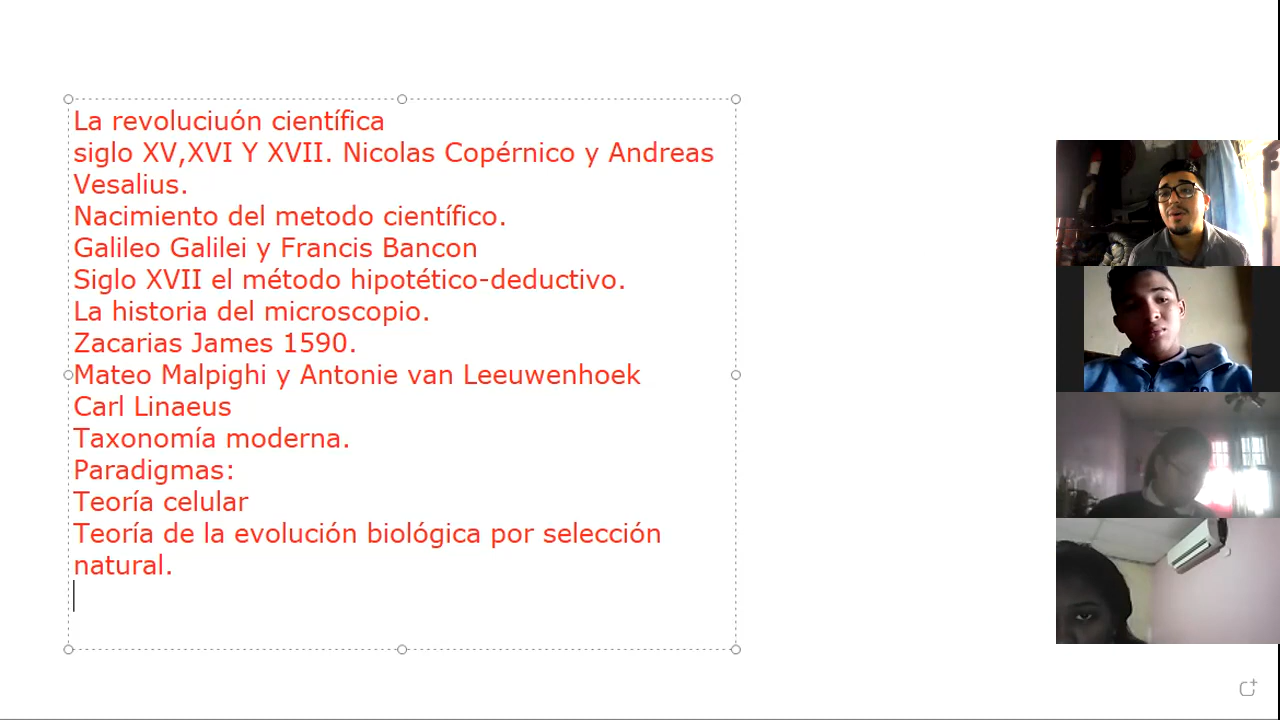 La revoluciuón científica
siglo XV,XVI Y XVII. Nicolas Copérnico y Andreas
Vesalius.
Nacimiento del metodo científico.
Galileo Galilei y Francis Bancon
Siglo XVII el método hipotético-deductivo.
La historia del microscopio.
Zacarias James 1590.
Mateo Malpighi y Antonie van Leeuwenhoek
Carl Linaeus
Taxonomía moderna.
Paradigmas:
Teoría celular
Teoría de la evolución biológica por selección
natural.